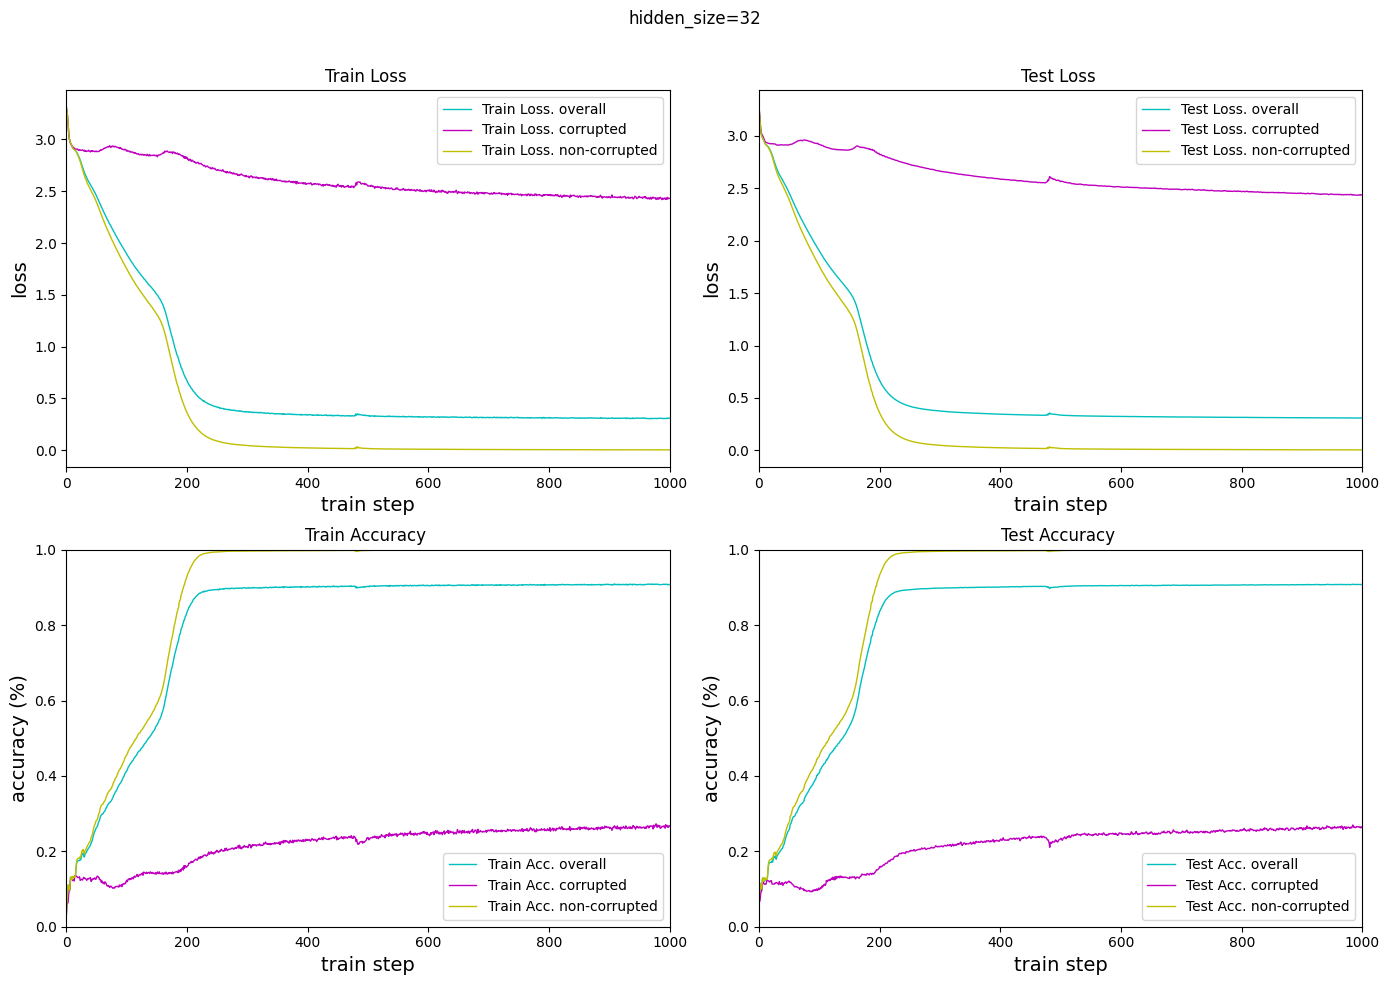 hidden_size=32
Train Loss
Train Loss. overall
Train Loss. corrupted
Train Loss. non-corrupted
3.0
2.5
2.0
1.5
1.0
0.5
0.0
loss
0 200 400 600 800 1000
train step
Test Loss
Test Loss. overall
Test Loss. corrupted
Test Loss. non-corrupted
3.0
2.5
2.0
1.5
1.0
0.5
0.0
loss
0 200 400 600 800 1000
train step
Train Accuracy
1.0
0.8
0.6
0.4
0.2
0.0
accuracy (%)
Train Acc. overall
Train Acc. corrupted
Train Acc. non-corrupted
0 200 400 600 800 1000
train step
Test Accuracy
1.0
0.8
0.6
0.4
0.2
0.0
accuracy (%)
Test Acc. overall
Test Acc. corrupted
Test Acc. non-corrupted
0 200 400 600 800 1000
train step